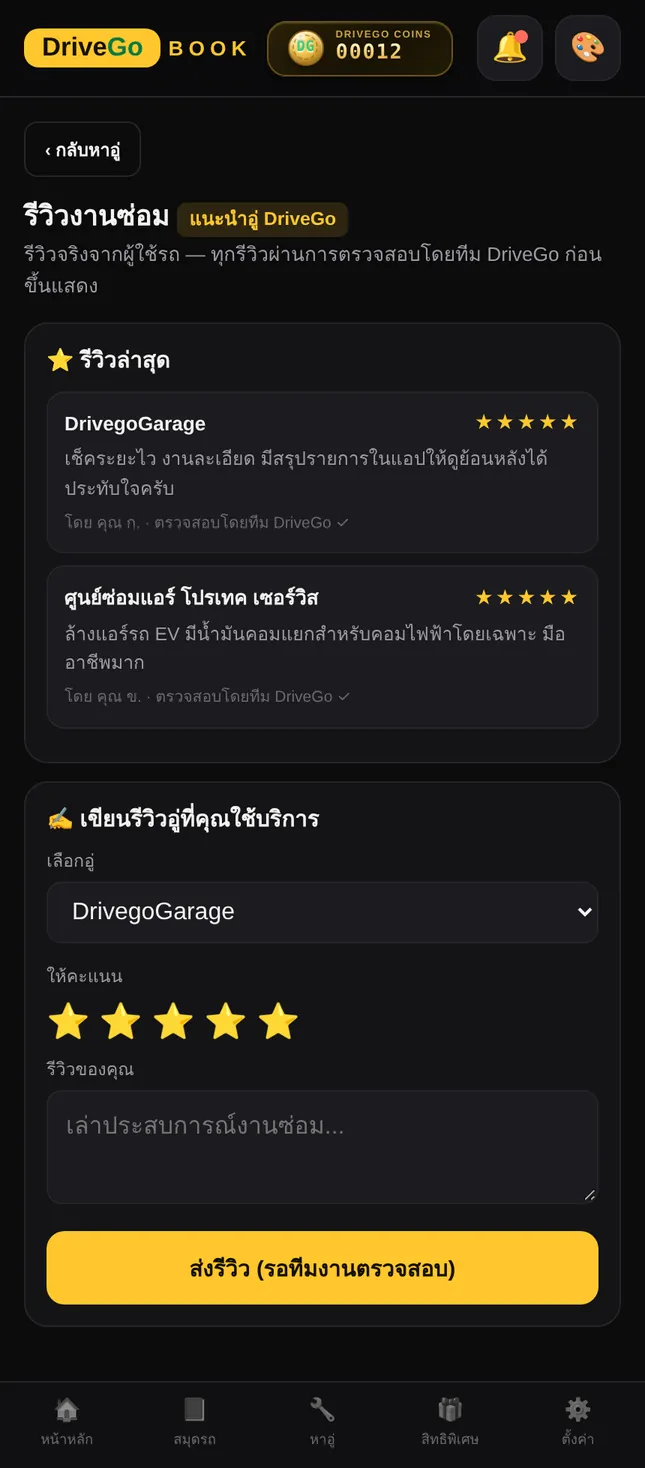 DriveGo BOOK
DRIVEGO COINS
DG
00012
‹ กลับหาอู่
รีวิวงานซ่อม แนะนำอู่ DriveGo
รีวิวจริงจากผู้ใช้รถ — ทุกรีวิวผ่านการตรวจสอบโดยทีม DriveGo ก่อน
ขึ้นแสดง
⭐ รีวิวล่าสุด
DrivegoGarage ★★★★★
เช็คระยะไว งานละเอียด มีสรุปรายการในแอปให้ดูย้อนหลังได้
ประทับใจครับ
โดย คุณ ก. · ตรวจสอบโดยทีม DriveGo ✓
ศูนย์ซ่อมแอร์ โปรเทค เซอร์วิส ★★★★★
ล้างแอร์รถ EV มีน้ำมันคอมแยกสำหรับคอมไฟฟ้าโดยเฉพาะ มือ
อาชีพมาก
โดย คุณ ข. · ตรวจสอบโดยทีม DriveGo ✓
✍️ เขียนรีวิวอู่ที่คุณใช้บริการ
เลือกอู่
DrivegoGarage
ให้คะแนน
รีวิวของคุณ
เล่าประสบการณ์งานซ่อม...
ส่งรีวิว (รอทีมงานตรวจสอบ)
หน้าหลัก
สมุดรถ
หาอู่
สิทธิพิเศษ
ตั้งค่า